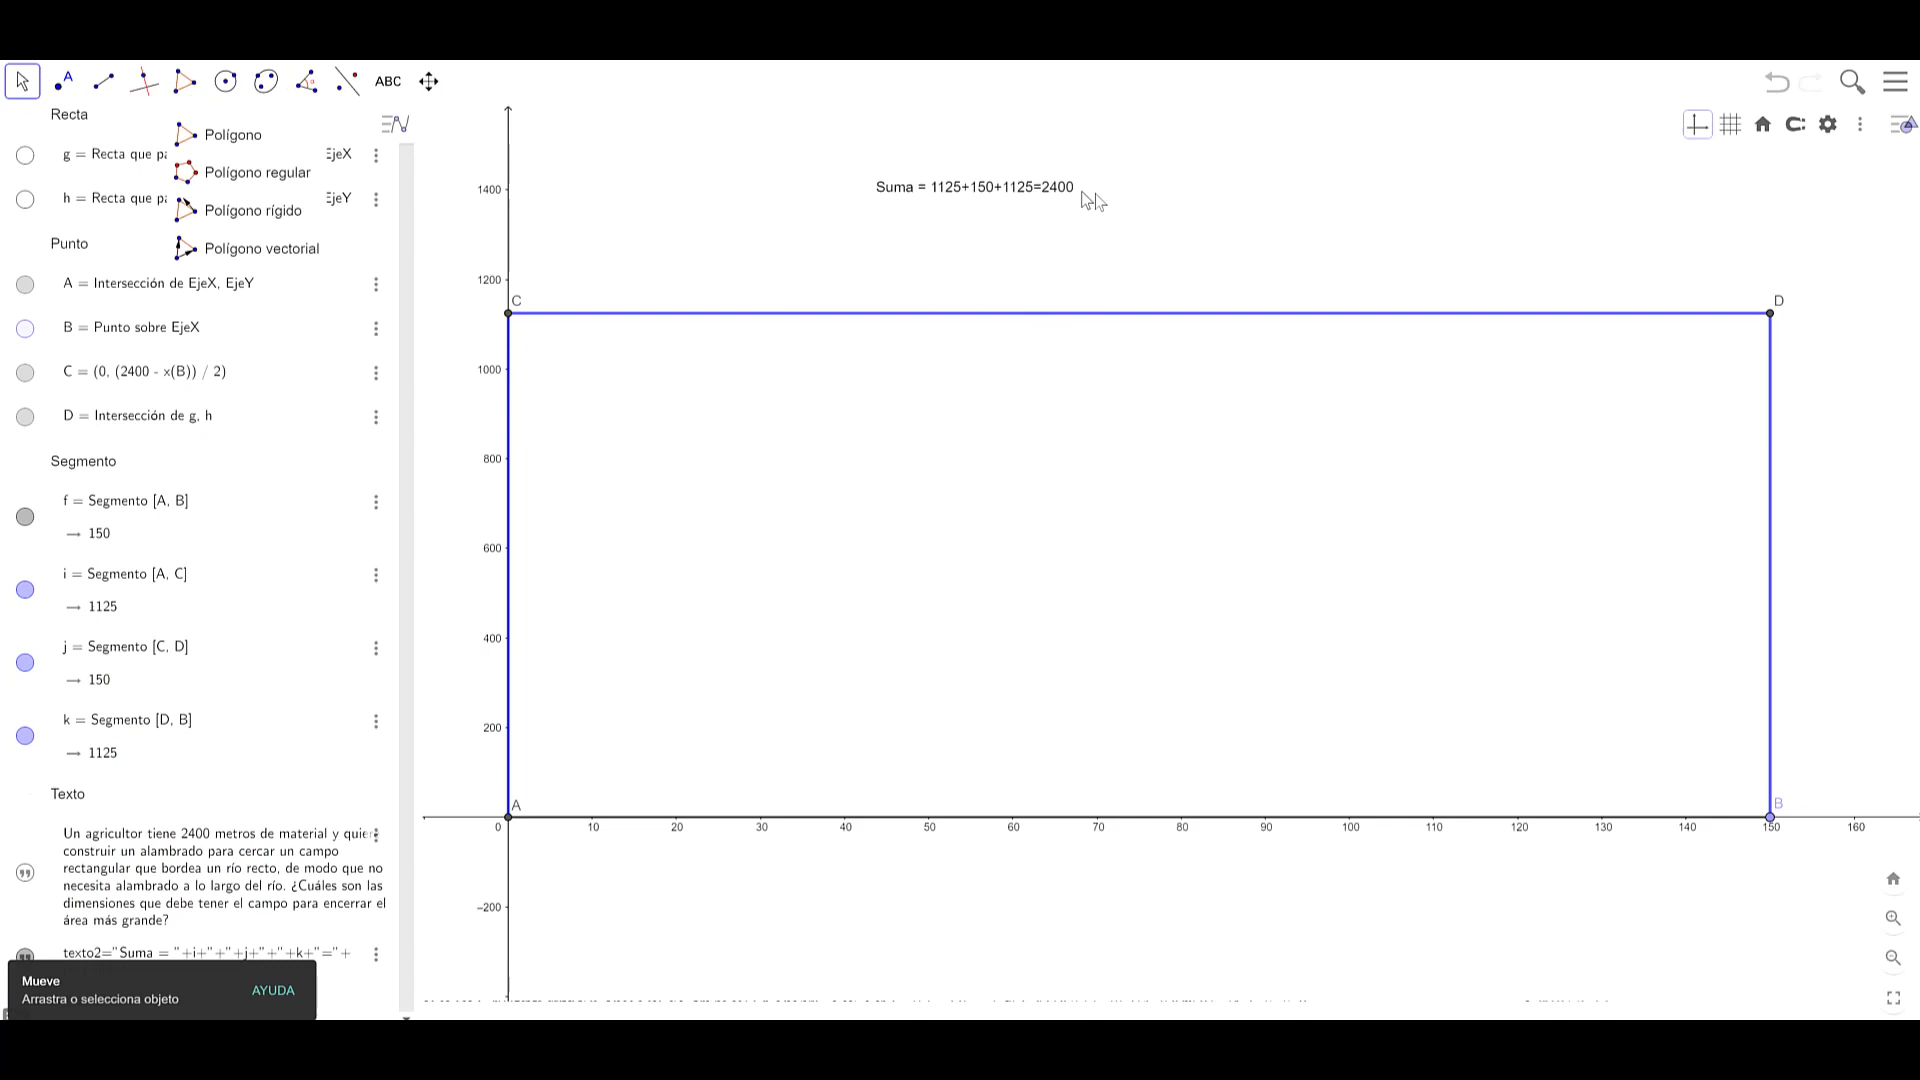 ABC
Recta
g = Recta que pa
EjeX
h = Recta que pa
EjeY
Polígono
Polígono regular
Polígono rígido
Polígono vectorial
Punto
A = Intersección de EjeX, EjeY
B = Punto sobre EjeX
C = (0, (2400 - x(B)) / 2)
D = Intersección de g, h
Segmento
f = Segmento [A, B]
→ 150
i = Segmento [A, C]
→ 1125
j = Segmento [C, D]
→ 150
k = Segmento [D, B]
→ 1125
Texto
Un agricultor tiene 2400 metros de material y quiere
construir un alambrado para cercar un campo
rectangular que bordea un río recto, de modo que no
necesita alambrado a lo largo del río. ¿Cuáles son las
dimensiones que debe tener el campo para encerrar el
área más grande?
texto2="Suma = "+i+"+"+j+"+"+k+"="+
Mueve
Arrastra o selecciona objeto
AYUDA
Suma = 1125+150+1125=2400
1400
1200
1000
800
600
400
200
-200
C
D
A
B
0 10 20 30 40 50 60 70 80 90 100 110 120 130 140 150 160